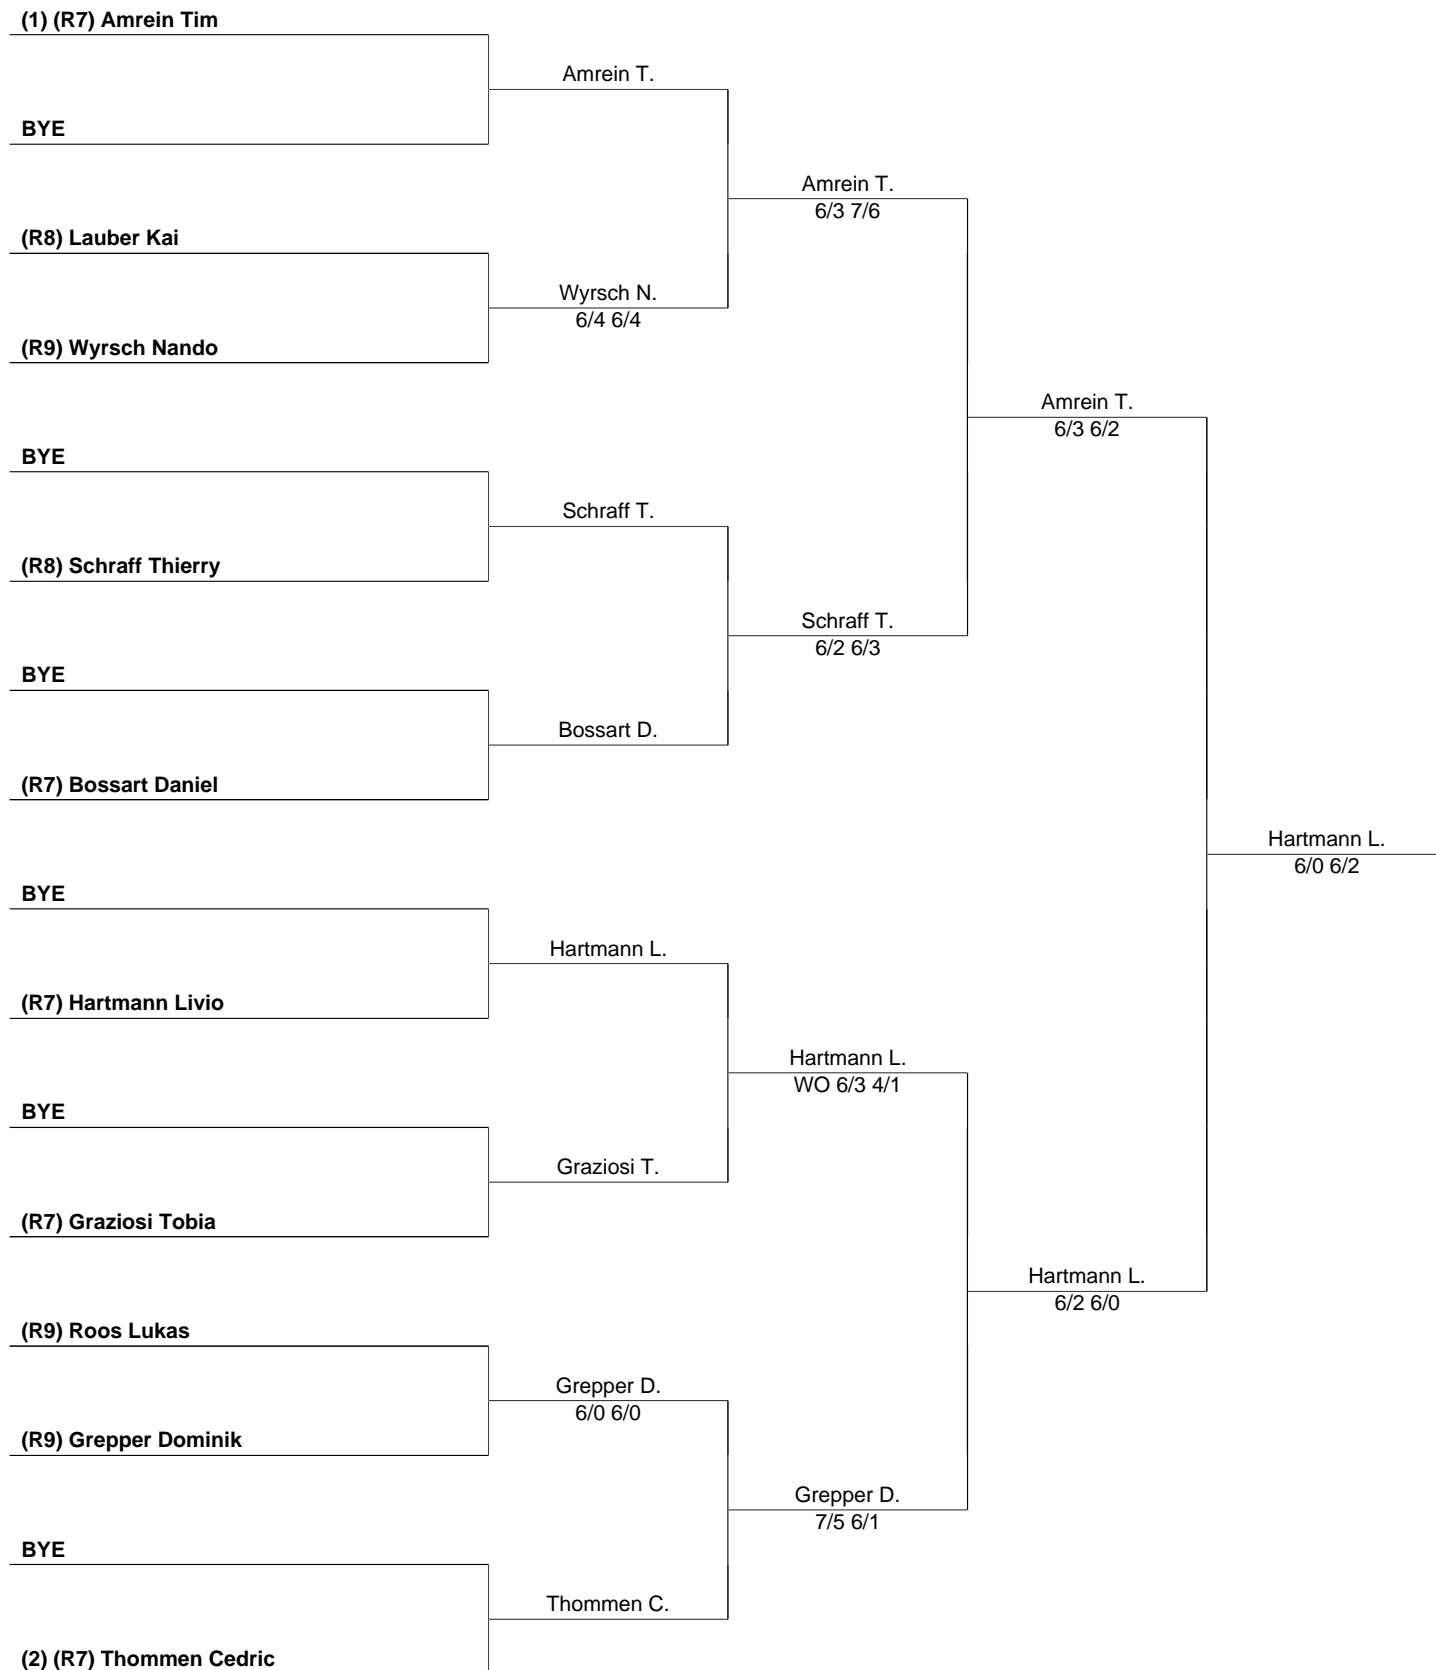 (1) (R7) Amrein Tim
Amrein T.
BYE
Amrein T.
6/3 7/6
(R8) Lauber Kai
Wyrsch N.
6/4 6/4
(R9) Wyrsch Nando
Amrein T.
6/3 6/2
BYE
Schraff T.
(R8) Schraff Thierry
Schraff T.
6/2 6/3
BYE
Bossart D.
(R7) Bossart Daniel
Hartmann L.
6/0 6/2
BYE
Hartmann L.
(R7) Hartmann Livio
Hartmann L.
WO 6/3 4/1
BYE
Graziosi T.
(R7) Graziosi Tobia
Hartmann L.
6/2 6/0
(R9) Roos Lukas
Grepper D.
6/0 6/0
(R9) Grepper Dominik
Grepper D.
7/5 6/1
BYE
Thommen C.
(2) (R7) Thommen Cedric